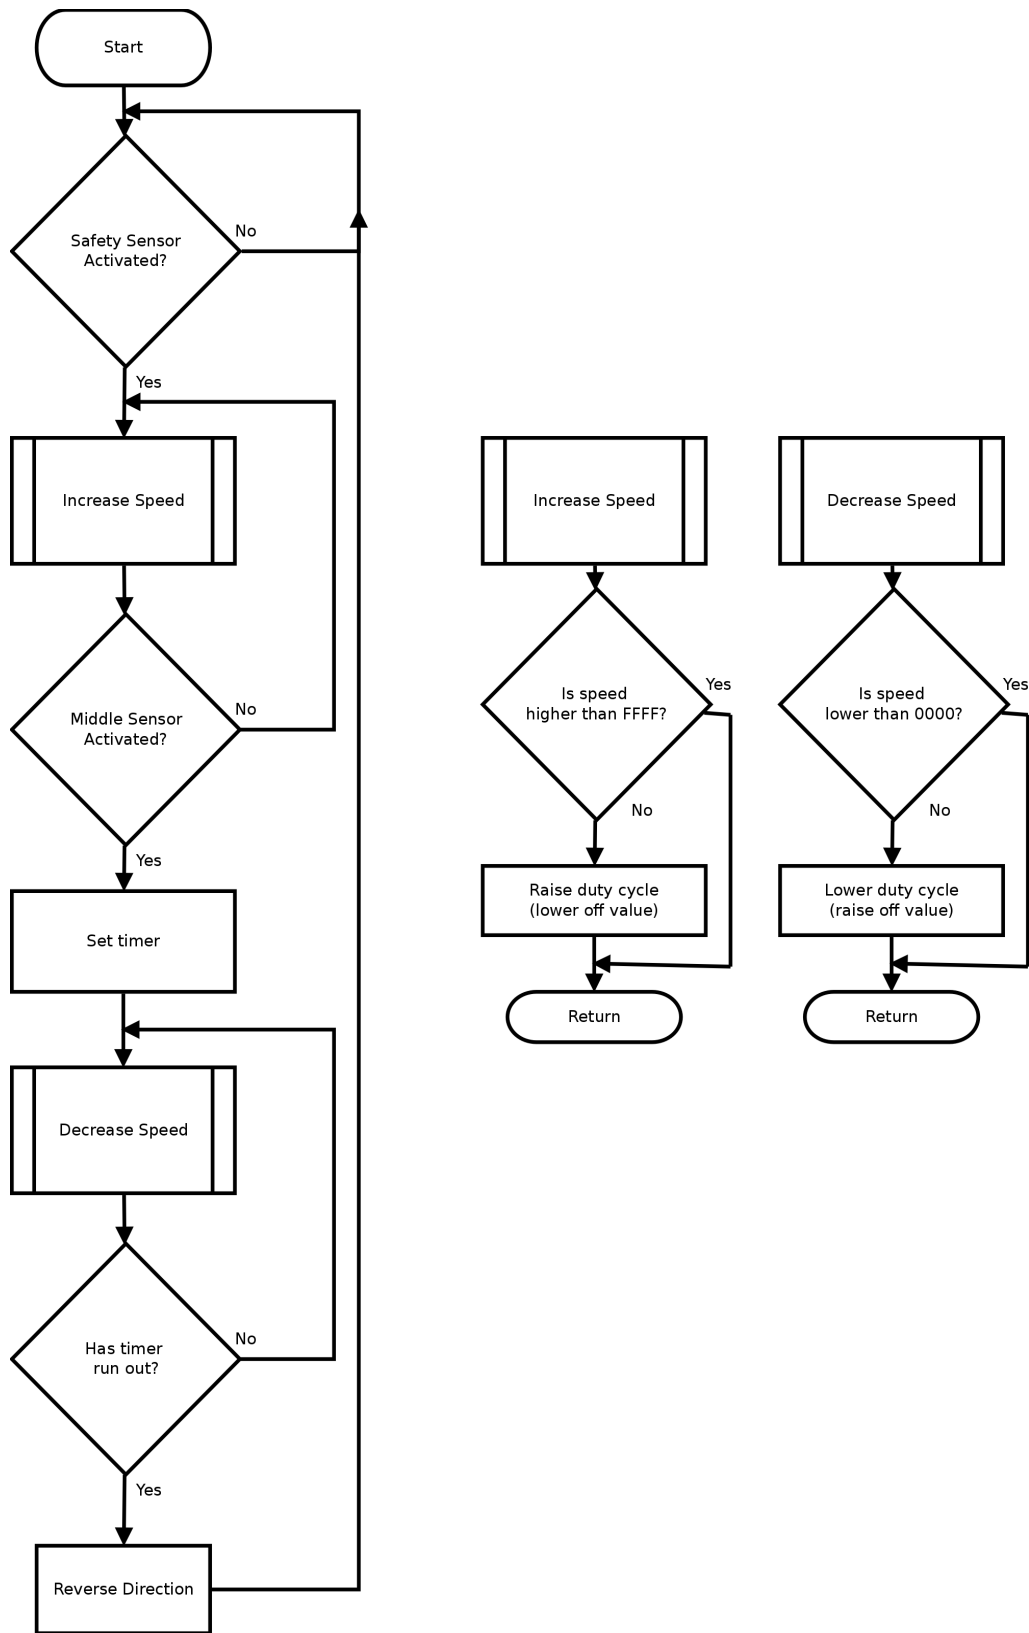 Start
No
Safety Sensor
Activated?
Yes
Increase Speed
No
Middle Sensor
Activated?
Yes
Set timer
Decrease Speed
No
Has timer
run out?
Yes
Reverse Direction
Increase Speed
Yes
Is speed
higher than FFFF?
No
Raise duty cycle
(lower off value)
Return
Decrease Speed
Yes
Is speed
lower than 0000?
No
Lower duty cycle
(raise off value)
Return